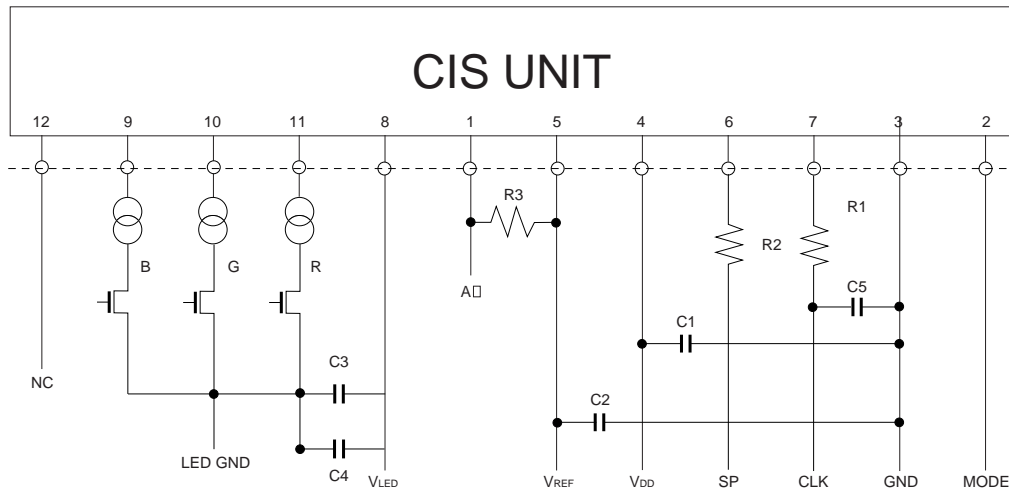 CIS UNIT
12 9 10 11 8 1 5 4 6 7 3 2
R3
R1
R2
B G R
A
C5
C1
C3
NC
C2
LED GND
C4
VLED VREF VDD SP CLK GND MODE